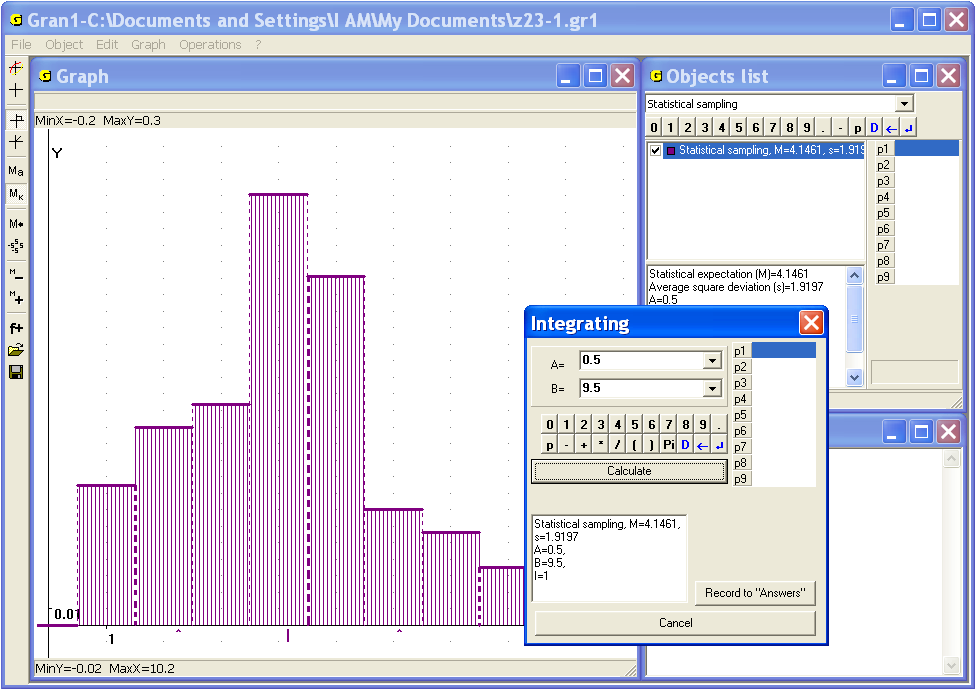 Gran1-C:\Documents and Settings\I AM\My Documents\z23-1.gr1
File Object Edit Graph Operations ?
Graph
MinX=-0.2 MaxY=0.3
Y
0.01
1
MinY=-0.02 MaxX=10.2
Ma
Mк
M
M
M
f+
Objects list
Statistical sampling
0 1 2 3 4 5 6 7 8 9 . - p D ← ↵
Statistical sampling, M=4.1461, s=1.919
p1
p2
p3
p4
p5
p6
p7
p8
p9
Statistical expectation (M)=4.1461
Average square deviation (s)=1.9197
A=0.5
Integrating
A= 0.5
B= 9.5
0 1 2 3 4 5 6 7 8 9 .
p - + * / ( ) Pi D ← ↵
Calculate
p1
p2
p3
p4
p5
p6
p7
p8
p9
Statistical sampling, M=4.1461,
s=1.9197
A=0.5,
B=9.5,
I=1
Record to "Answers"
Cancel